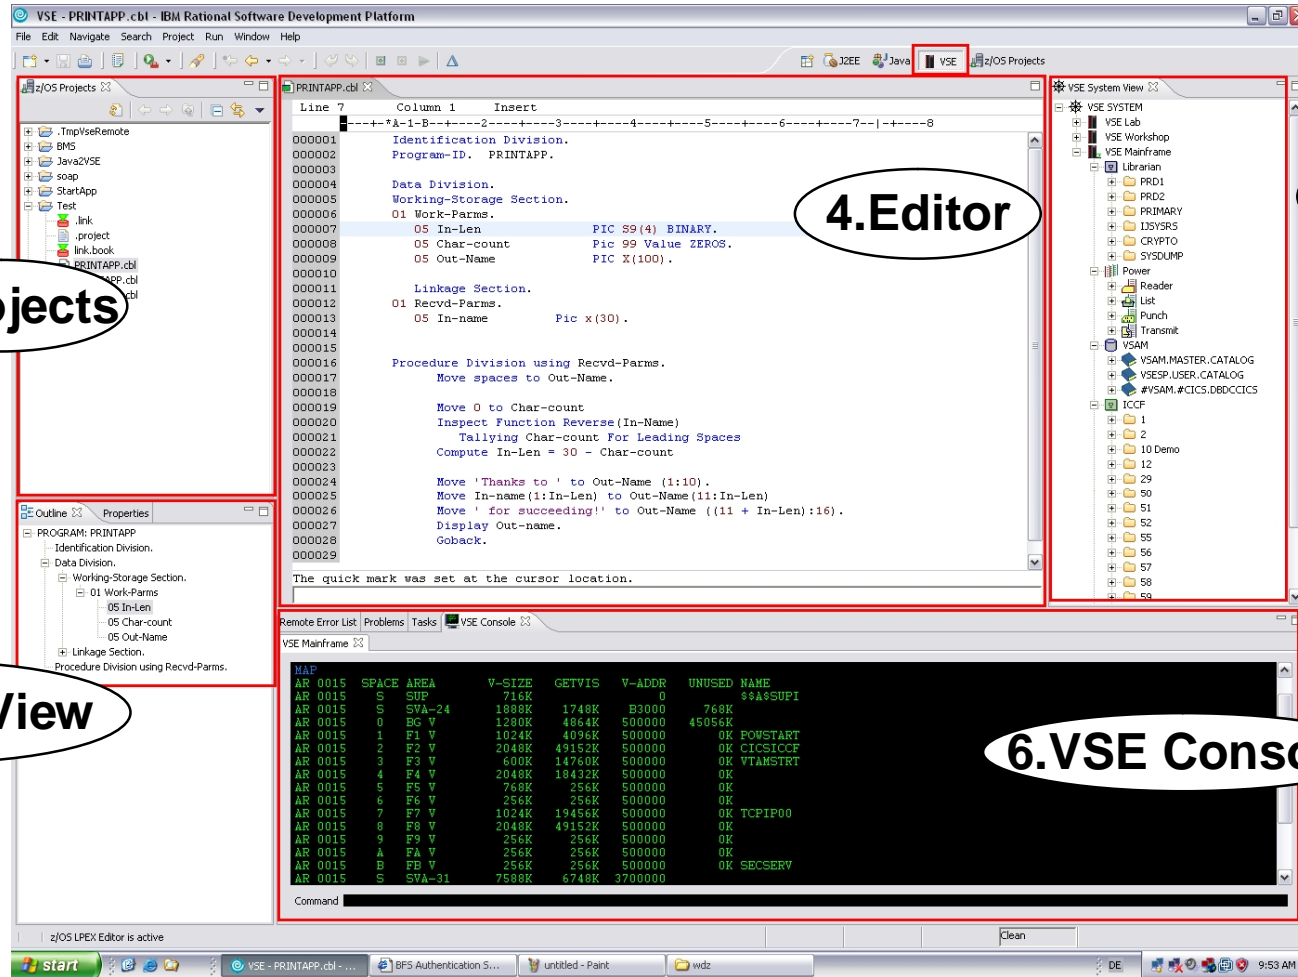 VSE - PRINTAPP.cbl - IBM Rational Software Development Platform
File Edit Navigate Search Project Run Window Help
J2EE Java VSE z/OS Projects
z/OS Projects
.TmpVseRemote
BMS
Java2VSE
soap
StartApp
Test
.link
.project
link.book
PRINTAPP.cbl
APP.cbl
cbl
ojects
Outline Properties
PROGRAM: PRINTAPP
Identification Division.
Data Division.
Working-Storage Section.
01 Work-Parms
05 In-Len
05 Char-count
05 Out-Name
Linkage Section.
Procedure Division using Recvd-Parms.
View
PRINTAPP.cbl
Line 7 Column 1 Insert
----+-*A-1-B--+----2----+----3----+----4----+----5----+----6----+----7--|-+----8
000001 Identification Division.
000002 Program-ID. PRINTAPP.
000003
000004 Data Division.
000005 Working-Storage Section.
000006 01 Work-Parms.
000007 05 In-Len PIC S9(4) BINARY.
000008 05 Char-count Pic 99 Value ZEROS.
000009 05 Out-Name PIC X(100).
000010
000011 Linkage Section.
000012 01 Recvd-Parms.
000013 05 In-name Pic x(30).
000014
000015
000016 Procedure Division using Recvd-Parms.
000017 Move spaces to Out-Name.
000018
000019 Move 0 to Char-count
000020 Inspect Function Reverse(In-Name)
000021 Tallying Char-count For Leading Spaces
000022 Compute In-Len = 30 - Char-count
000023
000024 Move 'Thanks to ' to Out-Name (1:10).
000025 Move In-name(1:In-Len) to Out-Name(11:In-Len)
000026 Move ' for succeeding!' to Out-Name ((11 + In-Len):16).
000027 Display Out-name.
000028 Goback.
000029
The quick mark was set at the cursor location.
4.Editor
VSE System View
VSE SYSTEM
VSE Lab
VSE Workshop
VSE Mainframe
Librarian
PRD1
PRD2
PRIMARY
IJSYSRS
CRYPTO
SYSDUMP
Power
Reader
List
Punch
Transmit
VSAM
VSAM.MASTER.CATALOG
VSESP.USER.CATALOG
#VSAM.#CICS.DBDCCICS
ICCF
1
2
10 Demo
12
29
50
51
52
55
56
57
58
59
Remote Error List Problems Tasks VSE Console
VSE Mainframe
MAP
AR 0015 SPACE AREA V-SIZE GETVIS V-ADDR UNUSED NAME
AR 0015 S SUP 716K 0 $$A$SUPI
AR 0015 S SVA-24 1888K 1748K B3000 768K
AR 0015 0 BG V 1280K 4864K 500000 45056K
AR 0015 1 F1 V 1024K 4096K 500000 0K POWSTART
AR 0015 2 F2 V 2048K 49152K 500000 0K CICSICCF
AR 0015 3 F3 V 600K 14760K 500000 0K VTAMSTRT
AR 0015 4 F4 V 2048K 18432K 500000 0K
AR 0015 5 F5 V 768K 256K 500000 0K
AR 0015 6 F6 V 256K 256K 500000 0K
AR 0015 7 F7 V 1024K 19456K 500000 0K TCPIP00
AR 0015 8 F8 V 2048K 49152K 500000 0K
AR 0015 9 F9 V 256K 256K 500000 0K
AR 0015 A FA V 256K 256K 500000 0K
AR 0015 B FB V 256K 256K 500000 0K SECSERV
AR 0015 S SVA-31 7588K 6748K 3700000
6.VSE Conso
Command
z/OS LPEX Editor is active
Clean
start
VSE - PRINTAPP.cbl - ...
BFS Authentication S...
untitled - Paint
wdz
DE
9:53 AM